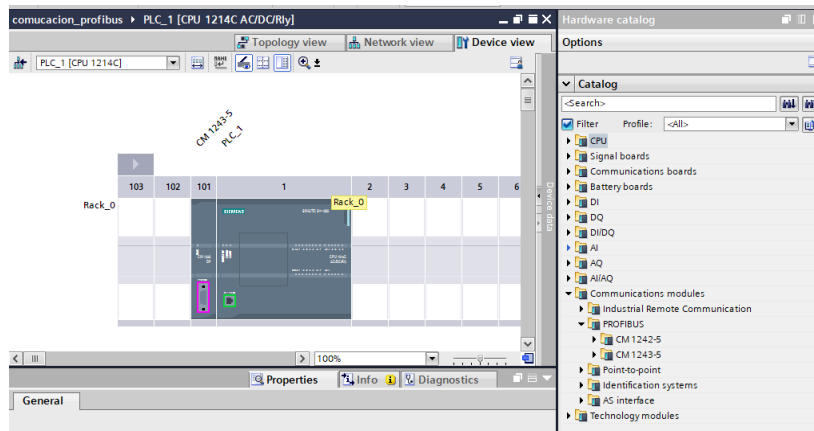 comucacion_profibus ▸ PLC_1 [CPU 1214C AC/DC/Rly]
Topology view Network view Device view
PLC_1 [CPU 1214C]
CM 1243-5
PLC_1
103 102 101 1 2 3 4 5 6
Rack_0
Rack_0
SIEMENS
Device data
100%
Properties Info Diagnostics
General
Hardware catalog
Options
Catalog
<Search>
Filter Profile: <All>
CPU
Signal boards
Communications boards
Battery boards
DI
DQ
DI/DQ
AI
AQ
AI/AQ
Communications modules
Industrial Remote Communication
PROFIBUS
CM 1242-5
CM 1243-5
Point-to-point
Identification systems
AS interface
Technology modules